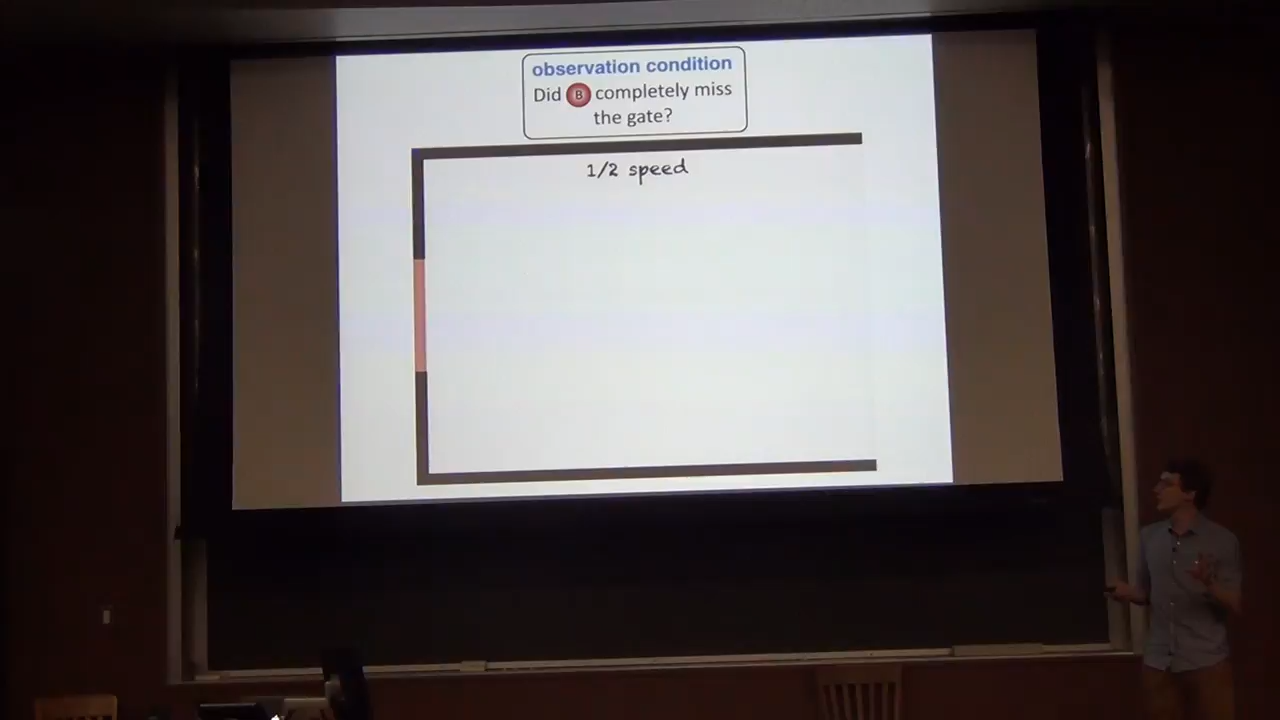 observation condition
Did B completely miss
the gate?
1/2 speed